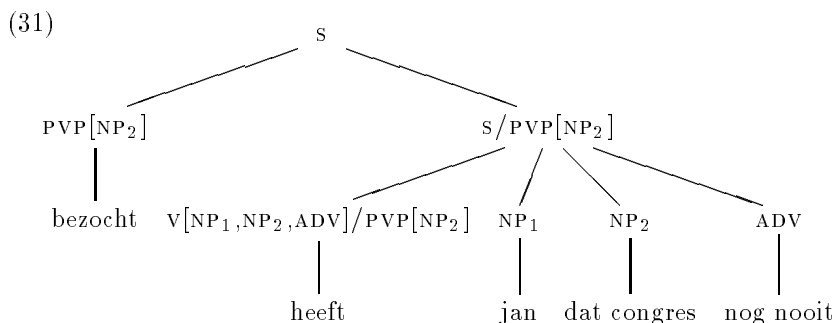 (31)
S
PVP[NP₂] S/PVP[NP₂]
bezocht V[NP₁,NP₂,ADV]/PVP[NP₂] NP₁ NP₂ ADV
heeft jan dat congres nog nooit